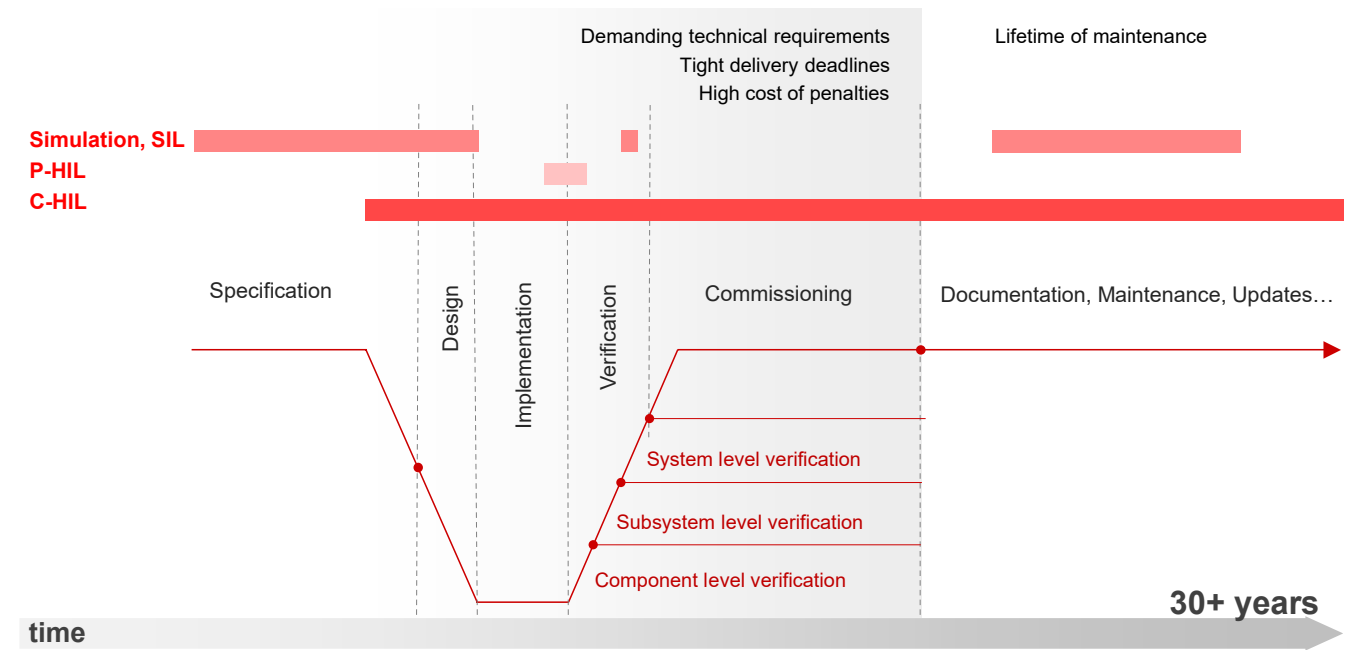 Demanding technical requirements
Tight delivery deadlines
High cost of penalties
Lifetime of maintenance
Simulation, SIL
P-HIL
C-HIL
Specification
Design
Implementation
Verification
Commissioning
Documentation, Maintenance, Updates…
System level verification
Subsystem level verification
Component level verification
30+ years
time